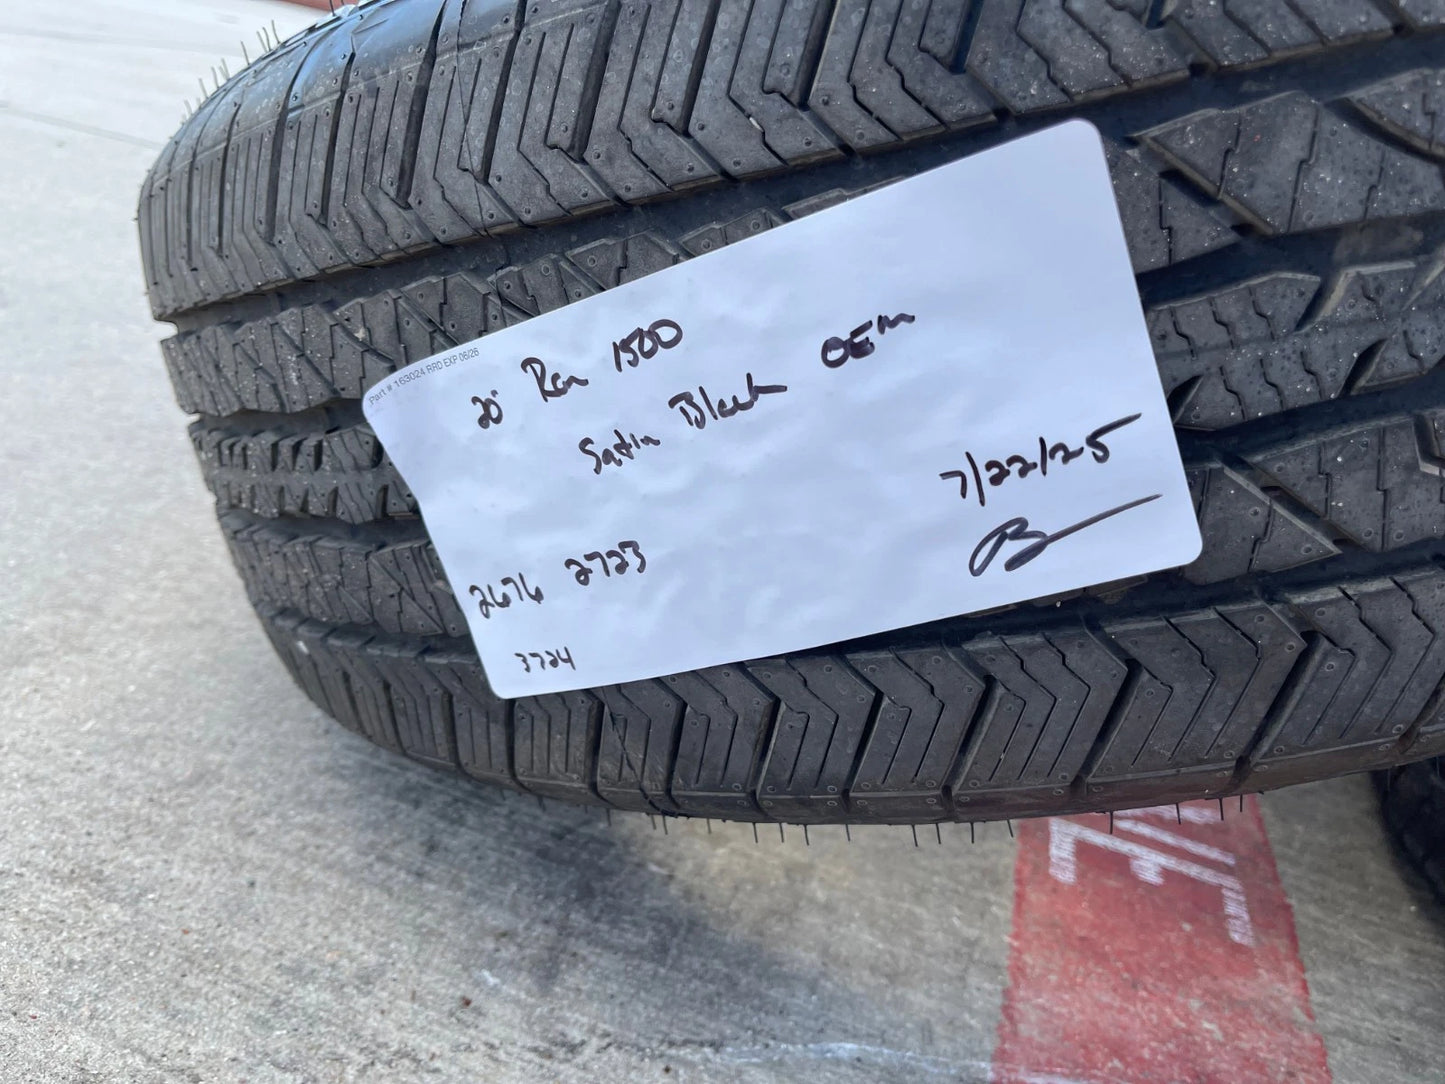 Part # 163024 RRD EXP 06/26
20" Ram 1500
Satin Black OEM
7/22/25
2676 2723
3724